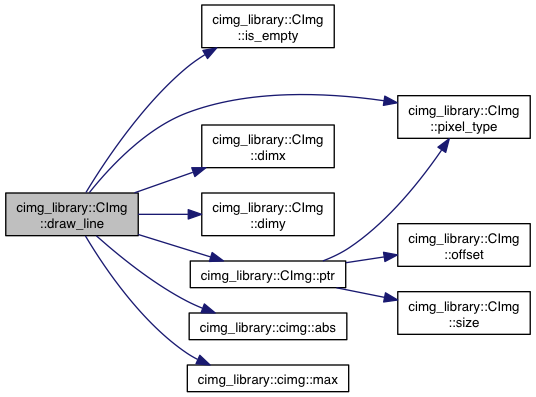 cimg_library::CImg
::draw_line
cimg_library::CImg
::is_empty
cimg_library::CImg
::dimx
cimg_library::CImg
::dimy
cimg_library::CImg::ptr
cimg_library::cimg::abs
cimg_library::cimg::max
cimg_library::CImg
::pixel_type
cimg_library::CImg
::offset
cimg_library::CImg
::size